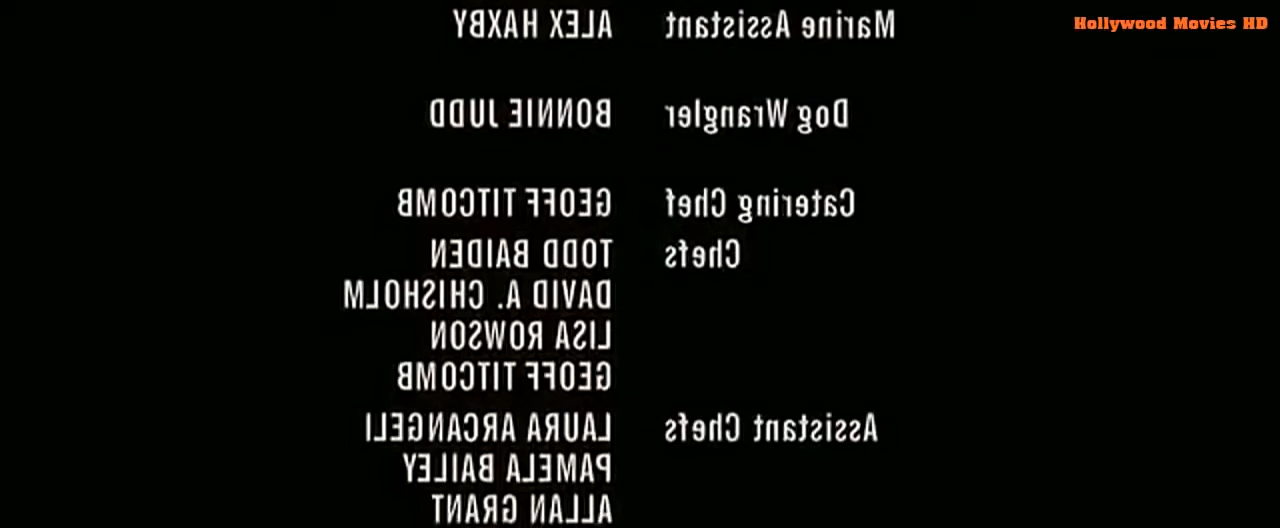 Hollywood Movies HD
Marine Assistant ALEX HAXBY
Dog Wrangler BONNIE JUDD
Catering Chef GEOFF TITCOMB
Chefs TODD BAIDEN
DAVID A. CHISHOLM
LISA ROWSON
GEOFF TITCOMB
Assistant Chefs LAURA ARCANGELI
PAMELA BAILEY
ALLAN GRANT